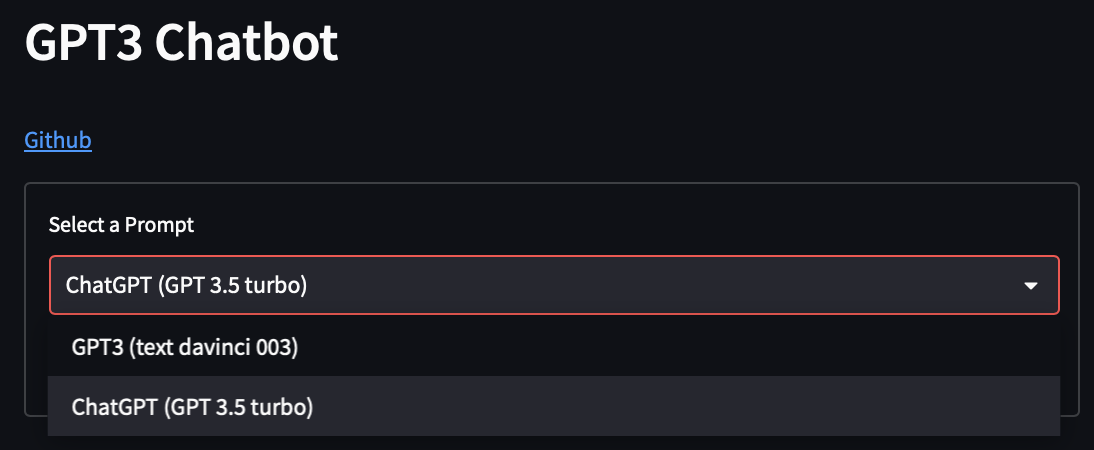 GPT3 Chatbot
Github
Select a Prompt
ChatGPT (GPT 3.5 turbo)
GPT3 (text davinci 003)
ChatGPT (GPT 3.5 turbo)